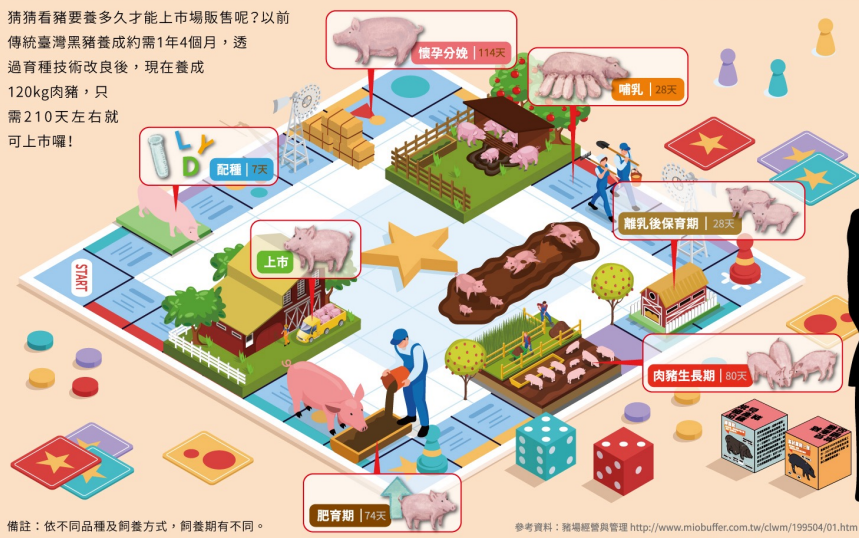 猜猜看豬要養多久才能上市場販售呢?以前
傳統臺灣黑豬養成約需1年4個月，透
過育種技術改良後，現在養成
120kg肉豬，只
需210天左右就
可上市囉!
懷孕分娩 | 114天
哺乳 | 28天
L Y D
配種 | 7天
離乳後保育期 | 28天
上市
START
肉豬生長期 | 80天
肥育期 | 74天
備註：依不同品種及飼養方式，飼養期有不同。
參考資料：豬場經營與管理 http://www.miobuffer.com.tw/clwm/199504/01.htm